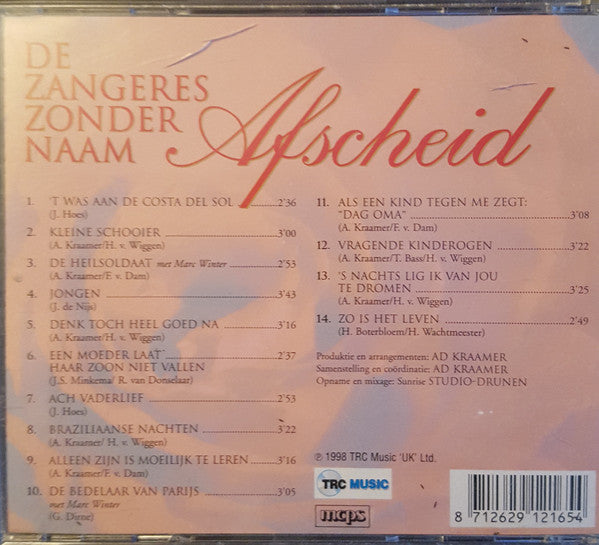 DE
ZANGERES
ZONDER
NAAM
Afscheid
1. 'T WAS AAN DE COSTA DEL SOL ..........2'36
(J. Hoes)
2. KLEINE SCHOOIER ..........3'00
(A. Kraamer/H. v. Wiggen)
3. DE HEILSOLDAAT met Marc Winter ..........2'53
(A. Kraamer/F. v. Dam)
4. JONGEN ..........3'43
(J. de Nijs)
5. DENK TOCH HEEL GOED NA ..........3'16
(A. Kraamer/H. v. Wiggen)
6. EEN MOEDER LAAT ..........2'37
HAAR ZOON NIET VALLEN
(J.S. Minkema/ R. van Donselaar)
7. ACH VADERLIEF ..........2'53
(J. Hoes)
8. BRAZILIAANSE NACHTEN ..........3'22
(A. Kraamer/ H. v. Wiggen)
9. ALLEEN ZIJN IS MOEILIJK TE LEREN ..........3'16
(A. Kraamer/F. v. Dam)
10. DE BEDELAAR VAN PARIJS ..........3'05
met Marc Winter
(G. Dirne)
11. ALS EEN KIND TEGEN ME ZEGT:
"DAG OMA" ..........3'08
(A. Kraamer/F. v. Dam)
12. VRAGENDE KINDEROGEN ..........3'22
(A. Kraamer/T. Bass/H. v. Wiggen)
13. 'S NACHTS LIG IK VAN JOU
TE DROMEN ..........3'25
(A. Kraamer/H. v. Wiggen)
14. ZO IS HET LEVEN ..........2'49
(H. Boterbloem/H. Wachtmeester)
Produktie en arrangementen: AD KRAAMER
Samenstelling en coördinatie: AD KRAAMER
Opname en mixage: Sunrise STUDIO-DRUNEN
℗ 1998 TRC Music 'UK' Ltd.
TRC MUSIC
mcps
8 712629 121654